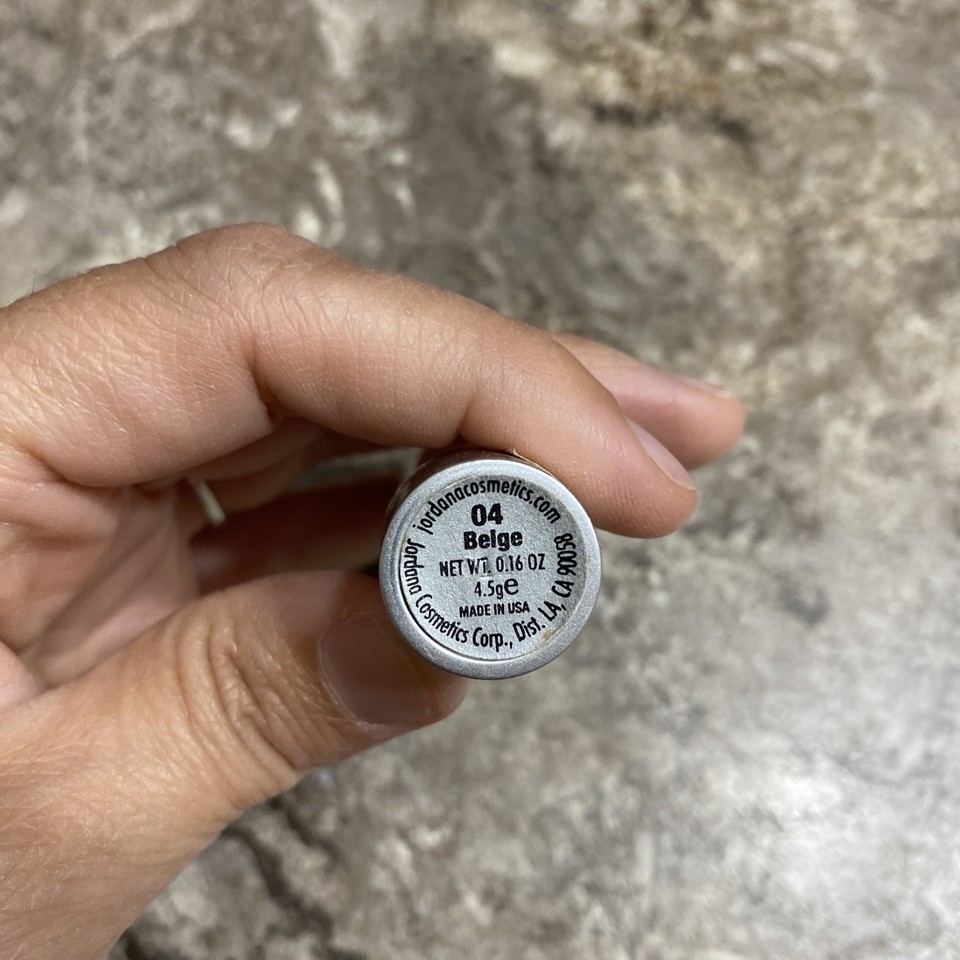 jordanacosmetics.com
04
Beige
NET WT. 0.16 OZ
4.5g℮
MADE IN USA
Jordana Cosmetics Corp., Dist. LA, CA 90058